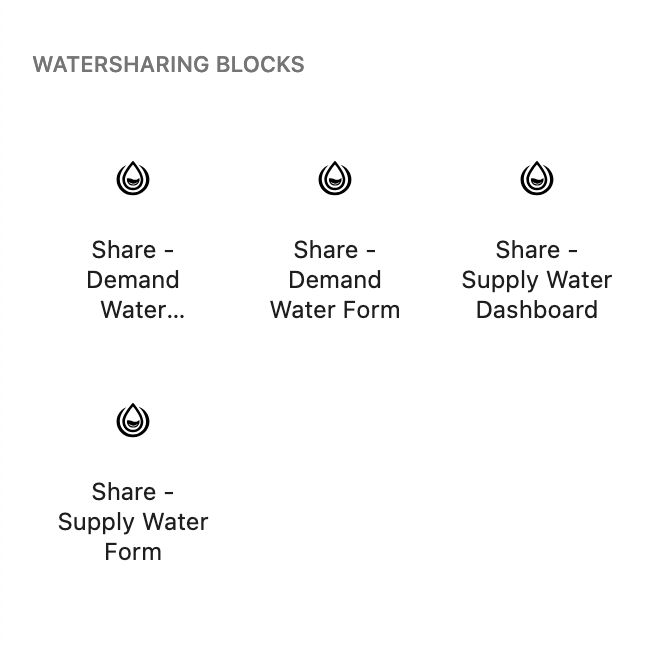 WATERSHARING BLOCKS
Share -
Demand
Water...
Share -
Demand
Water Form
Share -
Supply Water
Dashboard
Share -
Supply Water
Form